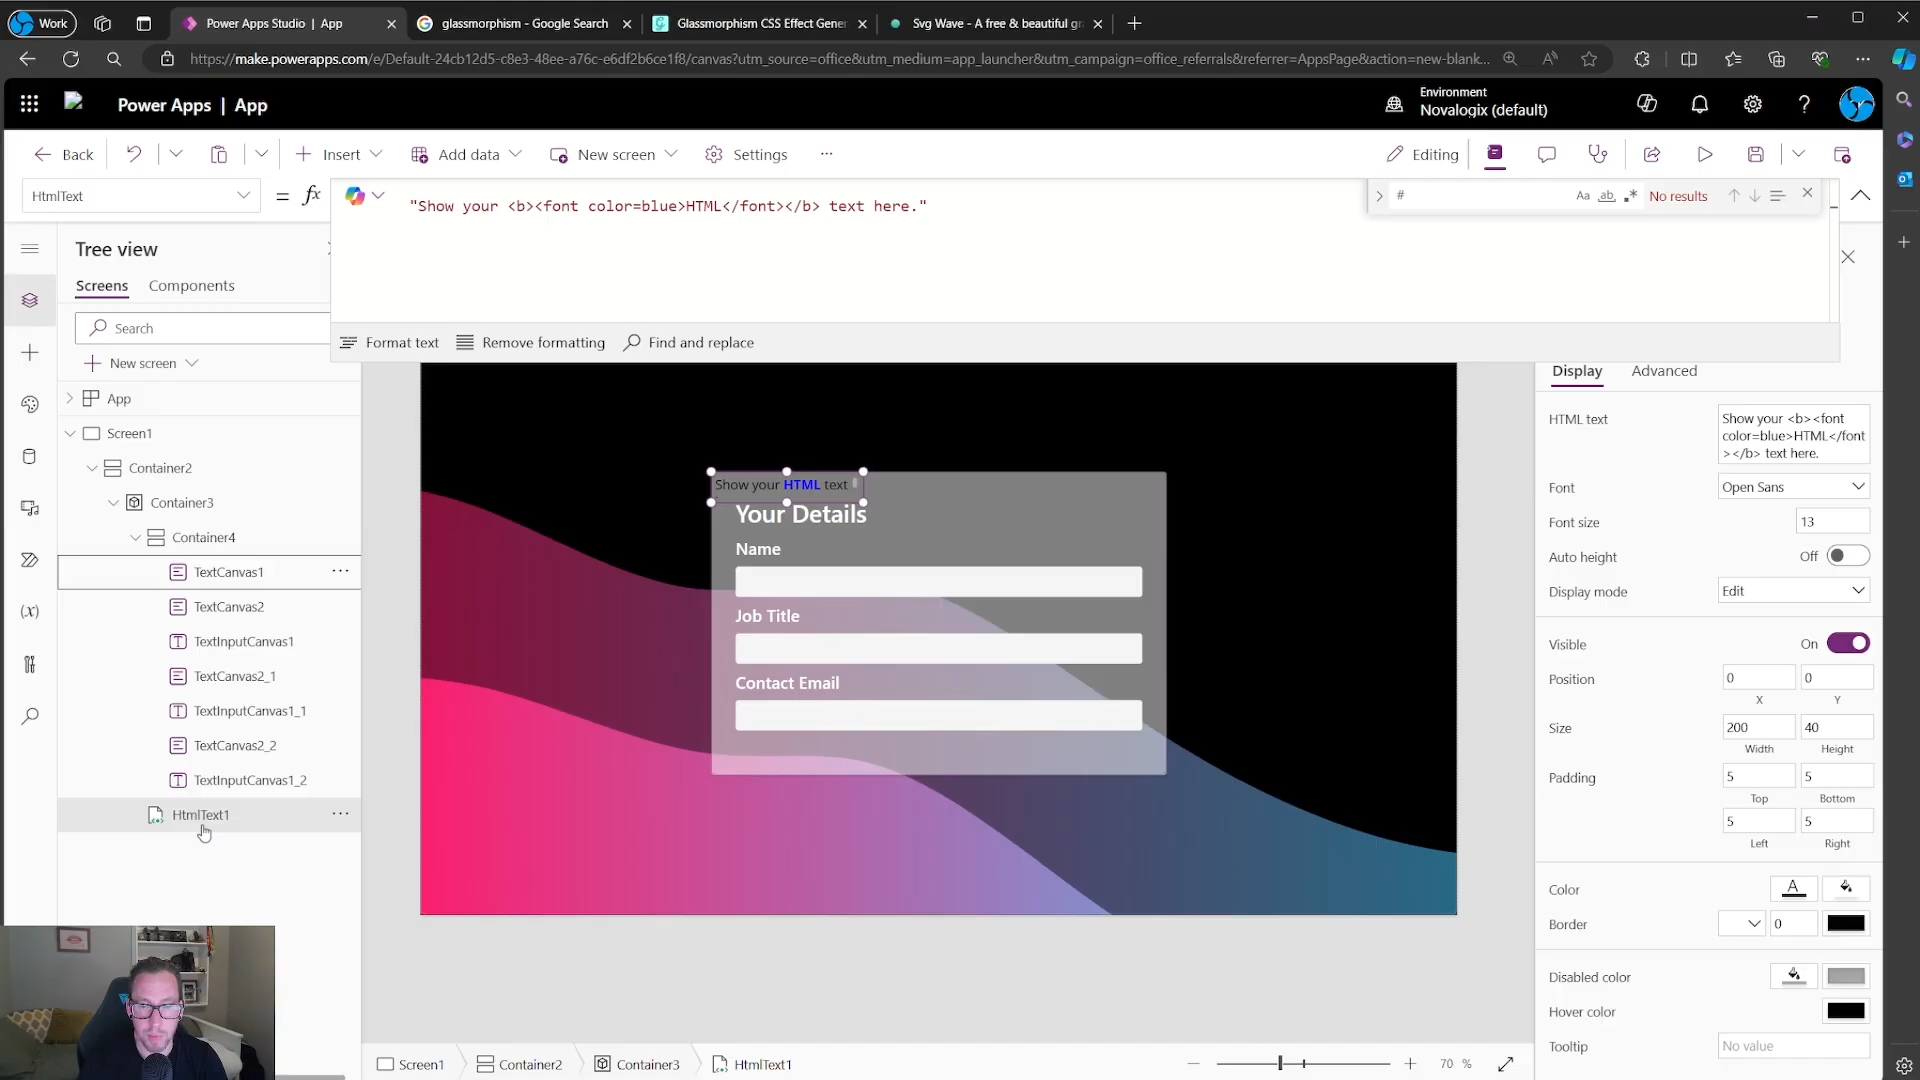 Work
Power Apps Studio | App
glassmorphism - Google Search
Glassmorphism CSS Effect Gener
Svg Wave - A free & beautiful gr
https://make.powerapps.com/e/Default-24cb12d5-c8e3-48ee-a76c-e6df2b6ce1f8/canvas?utm_source=office&utm_medium=app_launcher&utm_campaign=office_referrals&referrer=AppsPage&action=new-blank...
Power Apps | App
Environment
Novalogix (default)
Back
Insert
Add data
New screen
Settings
Editing
HtmlText
= fx
"Show your <b><font color=blue>HTML</font></b> text here."
#
Aa
ab
No results
Tree view
Screens
Components
Search
New screen
Format text
Remove formatting
Find and replace
App
Screen1
Container2
Container3
Container4
TextCanvas1
TextCanvas2
TextInputCanvas1
TextCanvas2_1
TextInputCanvas1_1
TextCanvas2_2
TextInputCanvas1_2
HtmlText1
Show your HTML text
Your Details
Name
Job Title
Contact Email
Display
Advanced
HTML text
Show your <b><font
color=blue>HTML</font
></b> text here.
Font
Open Sans
Font size
13
Auto height
Off
Display mode
Edit
Visible
On
Position
0
0
X
Y
Size
200
40
Width
Height
Padding
5
5
Top
Bottom
5
5
Left
Right
Color
A
Border
0
Disabled color
Hover color
Tooltip
No value
Screen1
Container2
Container3
HtmlText1
70 %